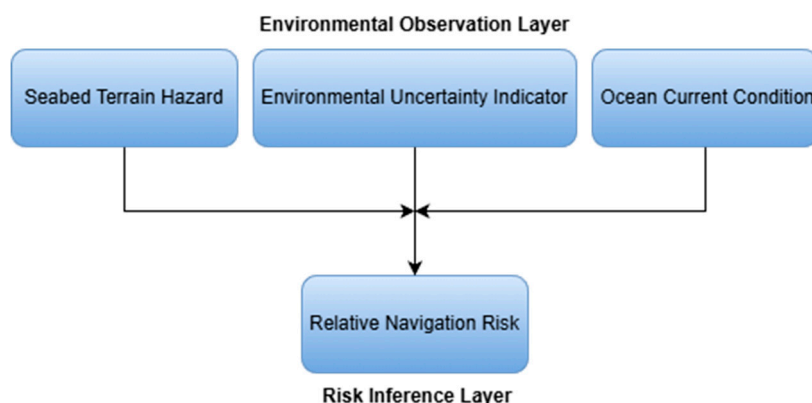 Environmental Observation Layer
Seabed Terrain Hazard
Environmental Uncertainty Indicator
Ocean Current Condition
Relative Navigation Risk
Risk Inference Layer